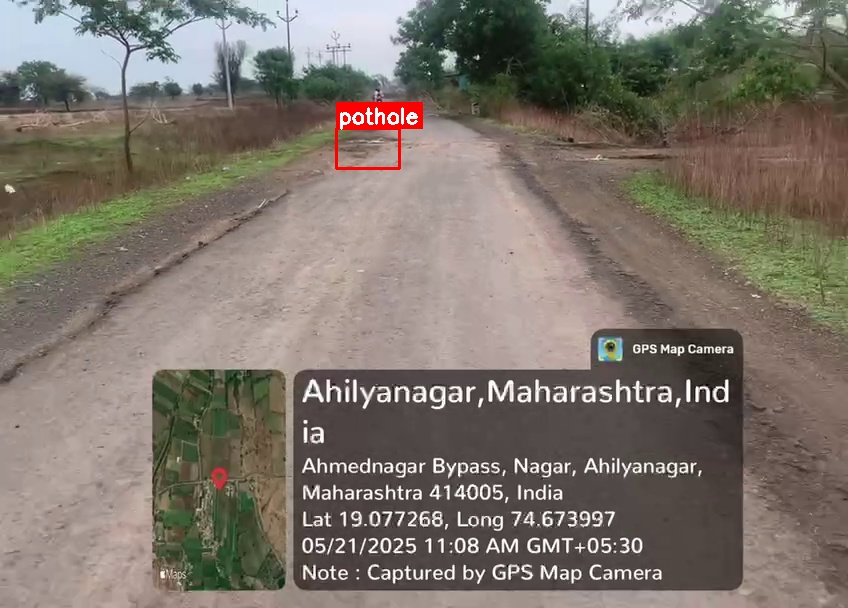 pothole
GPS Map Camera
Ahilyanagar,Maharashtra,Ind
ia
Ahmednagar Bypass, Nagar, Ahilyanagar,
Maharashtra 414005, India
Lat 19.077268, Long 74.673997
05/21/2025 11:08 AM GMT+05:30
Note : Captured by GPS Map Camera
Maps